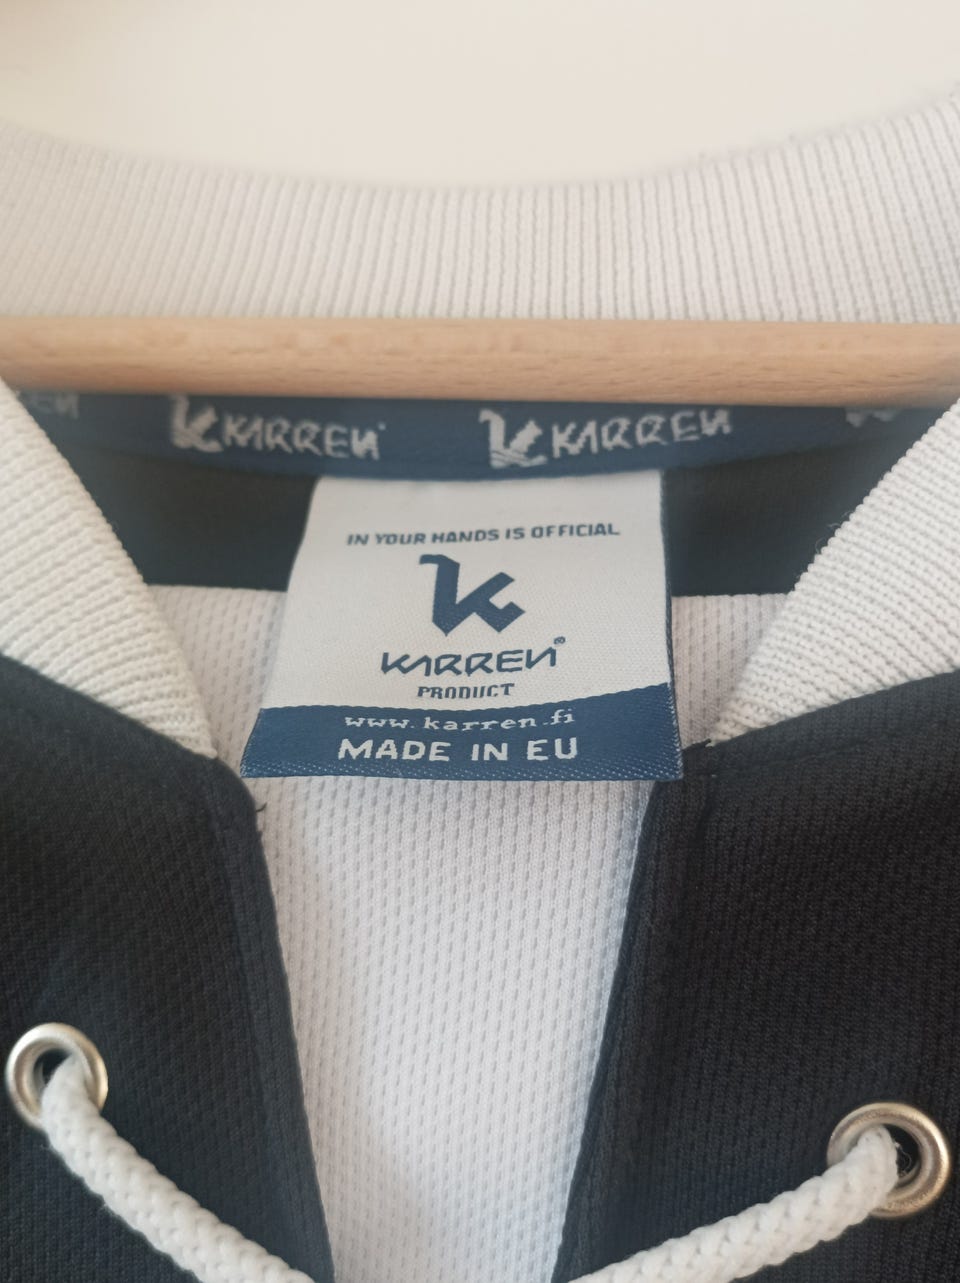 KARREN
KARREN
IN YOUR HANDS IS OFFICIAL
KARREN®
PRODUCT
www.karren.fi
MADE IN EU